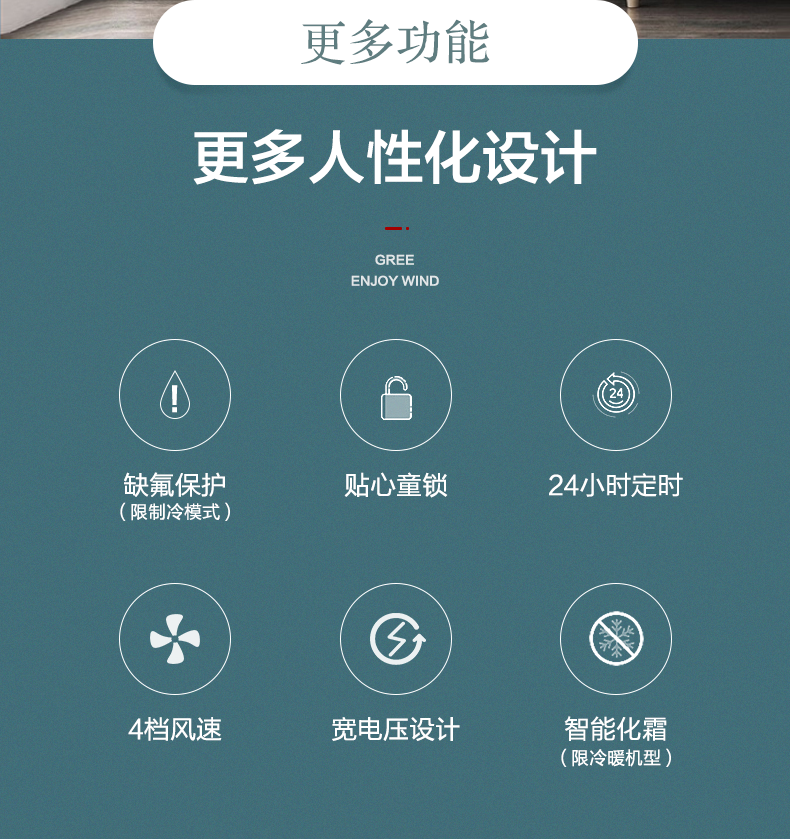 更多功能
更多人性化设计
GREE
ENJOY WIND
24
缺氟保护
（限制冷模式）
贴心童锁
24小时定时
4档风速
宽电压设计
智能化霜
（限冷暖机型）